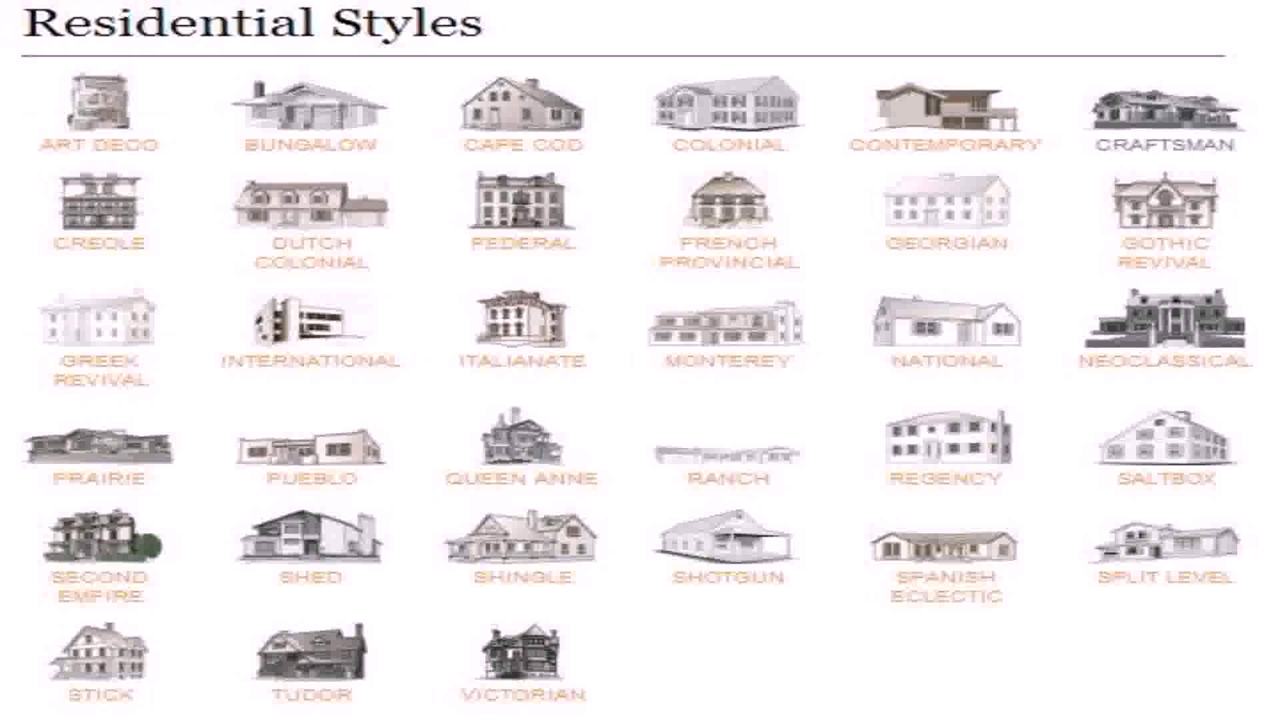 Residential Styles
ART DECO
BUNGALOW
CAPE COD
COLONIAL
CONTEMPORARY
CRAFTSMAN
CREOLE
DUTCH
COLONIAL
FEDERAL
FRENCH
PROVINCIAL
GEORGIAN
GOTHIC
REVIVAL
GREEK
REVIVAL
INTERNATIONAL
ITALIANATE
MONTEREY
NATIONAL
NEOCLASSICAL
PRAIRIE
PUEBLO
QUEEN ANNE
RANCH
REGENCY
SALTBOX
SECOND
EMPIRE
SHED
SHINGLE
SHOTGUN
SPANISH
ECLECTIC
SPLIT LEVEL
STICK
TUDOR
VICTORIAN